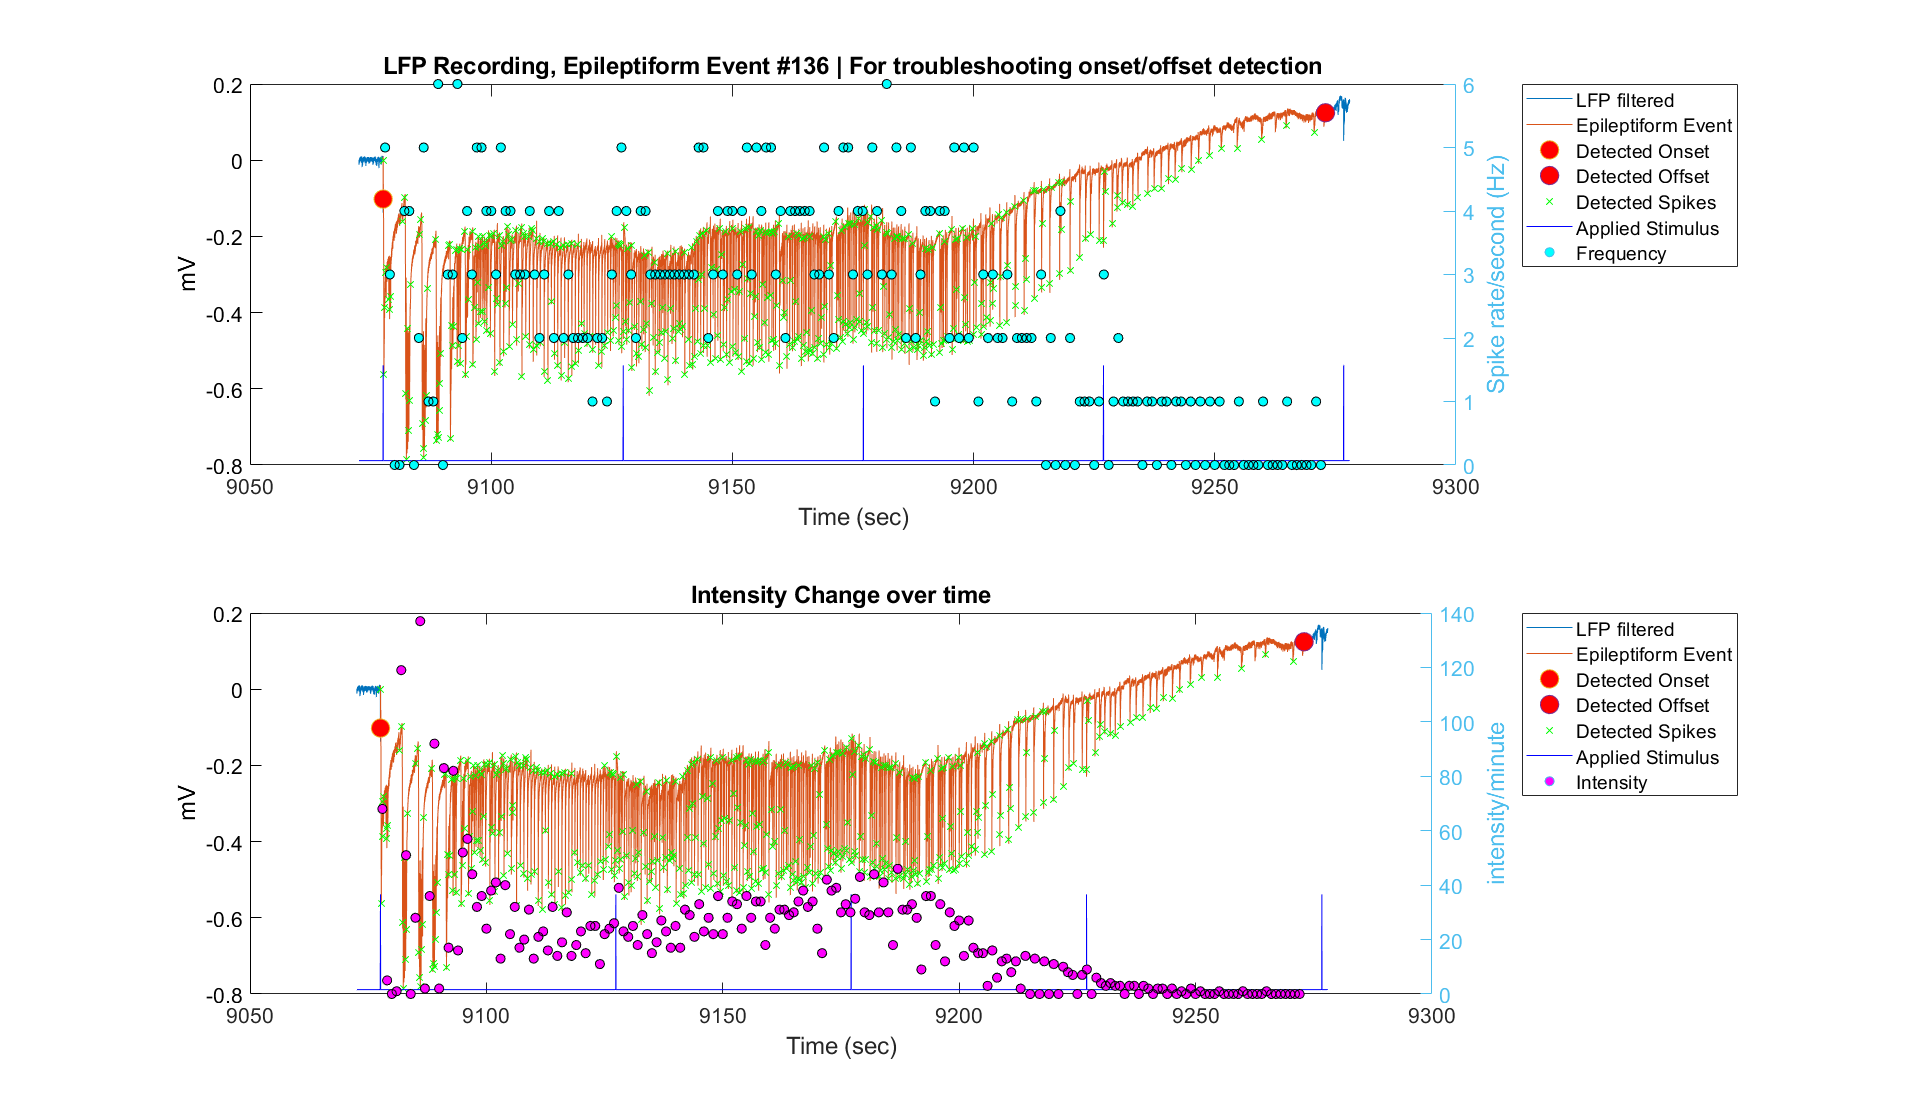 LFP Recording, Epileptiform Event #136 | For troubleshooting onset/offset detection
0.2
0
-0.2
-0.4
-0.6
-0.8
mV
9050
9100
9150
9200
9250
9300
Time (sec)
6
5
4
3
2
1
0
Spike rate/second (Hz)
LFP filtered
Epileptiform Event
Detected Onset
Detected Offset
Detected Spikes
Applied Stimulus
Frequency
Intensity Change over time
0.2
0
-0.2
-0.4
-0.6
-0.8
mV
9050
9100
9150
9200
9250
9300
Time (sec)
140
120
100
80
60
40
20
0
intensity/minute
LFP filtered
Epileptiform Event
Detected Onset
Detected Offset
Detected Spikes
Applied Stimulus
Intensity